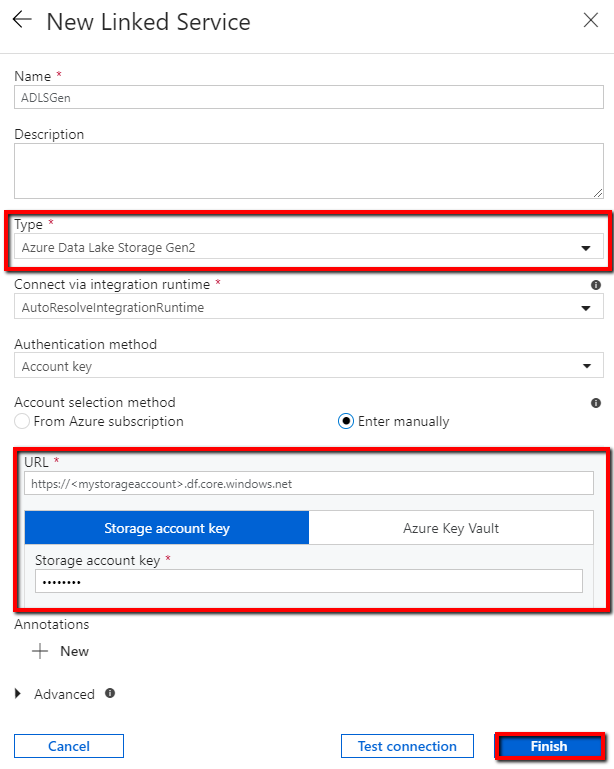 New Linked Service
Name *
ADLSGen
Description
Type *
Azure Data Lake Storage Gen2
Connect via integration runtime *
AutoResolveIntegrationRuntime
Authentication method
Account key
Account selection method
From Azure subscription Enter manually
URL *
https://<mystorageaccount>.df.core.windows.net
Storage account key Azure Key Vault
Storage account key *
••••••••
Annotations
New
Advanced
Cancel Test connection Finish